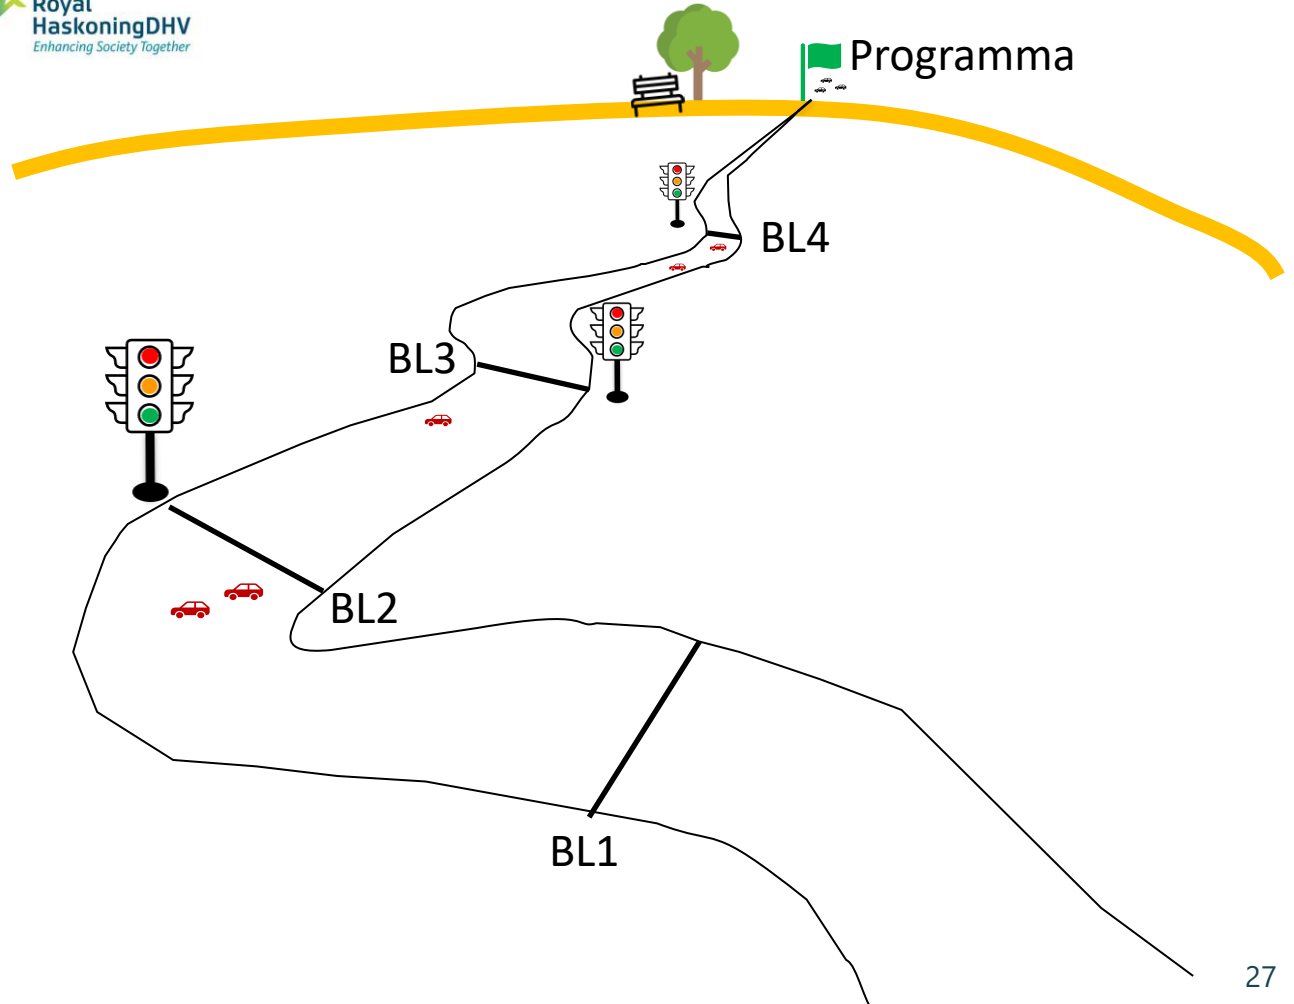 Royal
HaskoningDHV
Enhancing Society Together
Programma
BL4
BL3
BL2
BL1
27